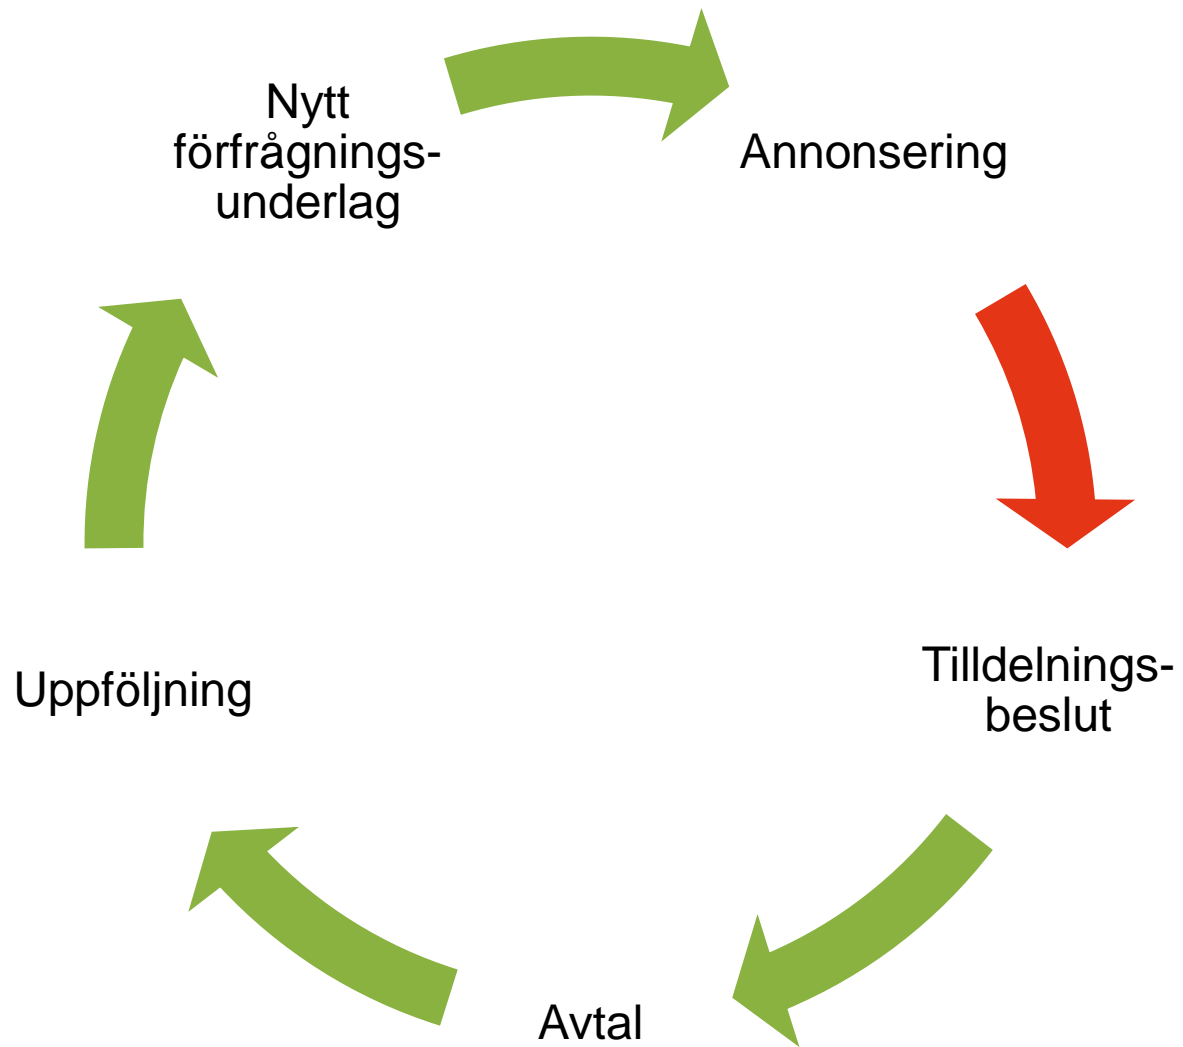 Nytt
förfrågnings-
underlag
Annonsering
Tilldelnings-
beslut
Avtal
Uppföljning